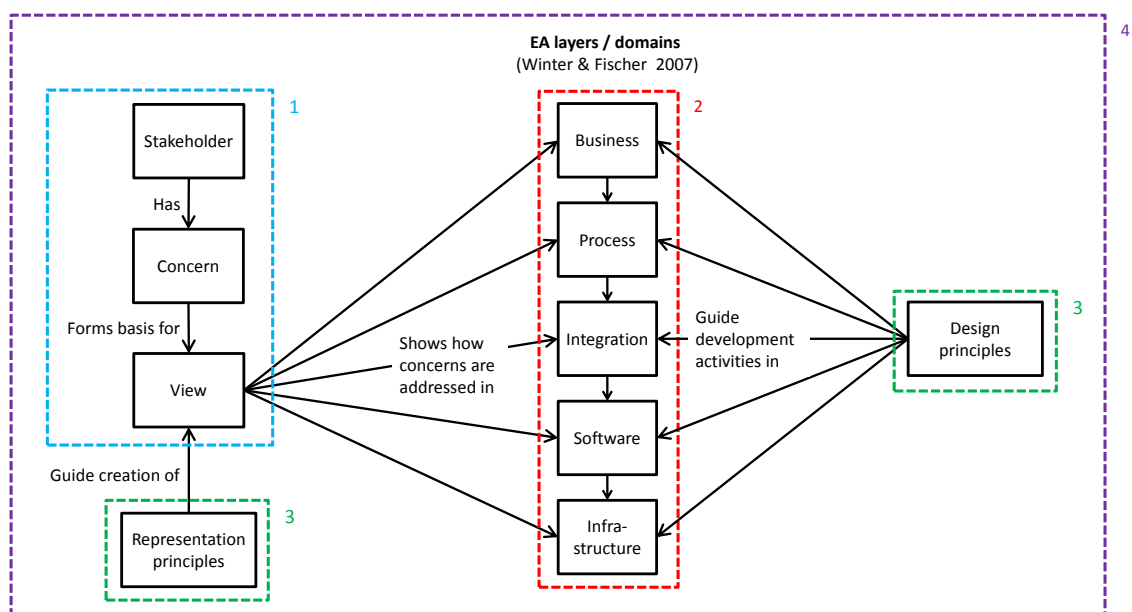 4
EA layers / domains
(Winter & Fischer 2007)
1
2
Stakeholder
Business
Has
Process
Concern
Forms basis for
Shows how
concerns are
addressed in
Integration
Guide
development
activities in
3
Design
principles
View
Software
Guide creation of
3
Representation
principles
Infra-
structure